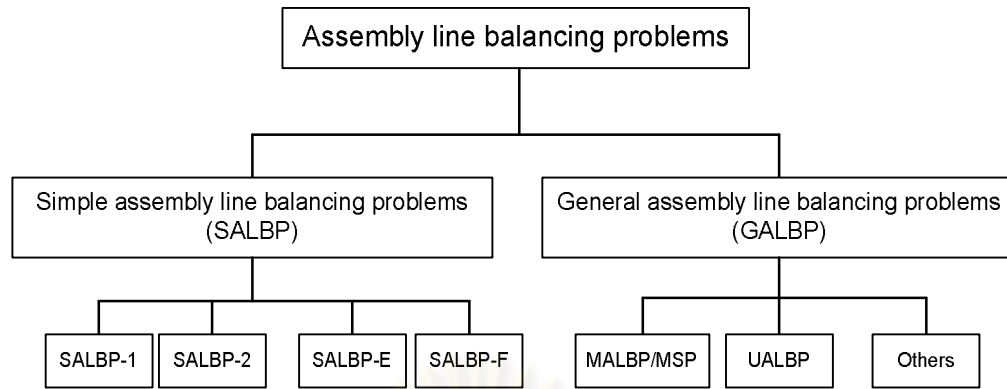 Assembly line balancing problems
Simple assembly line balancing problems
(SALBP)
General assembly line balancing problems
(GALBP)
SALBP-1
SALBP-2
SALBP-E
SALBP-F
MALBP/MSP
UALBP
Others